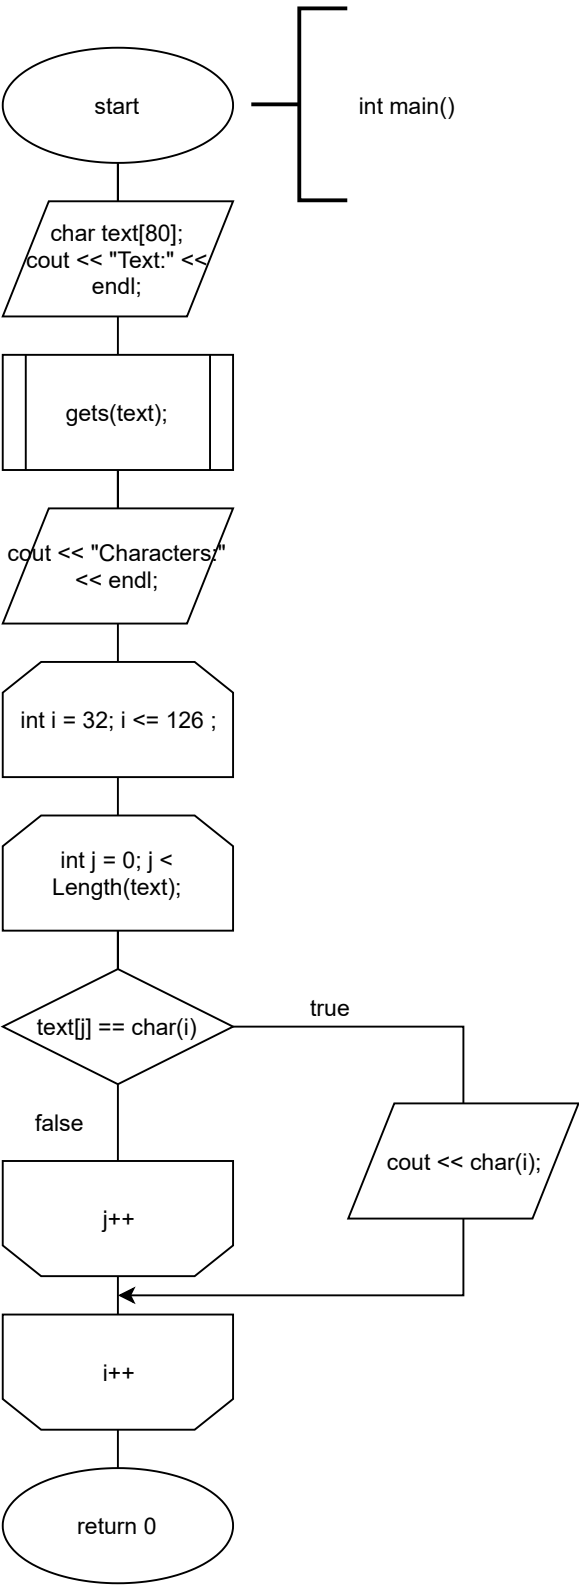 start
int main()
char text[80];
cout << "Text:" <<
endl;
gets(text);
cout << "Characters:"
<< endl;
int i = 32; i <= 126 ;
int j = 0; j <
Length(text);
text[j] == char(i)
true
false
cout << char(i);
j++
i++
return 0